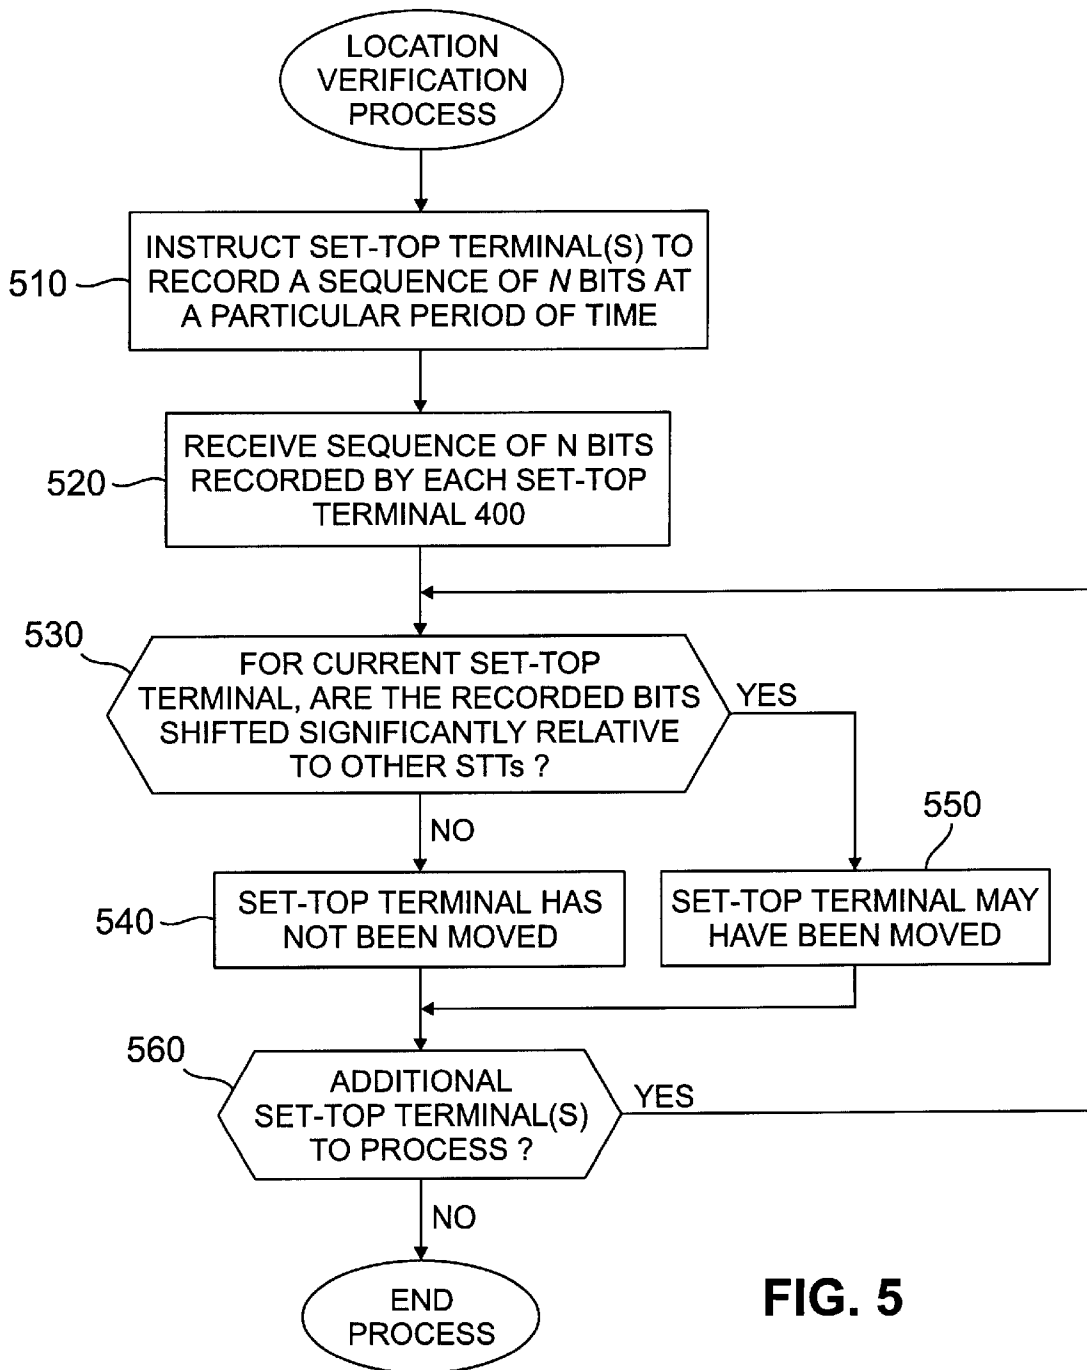 LOCATION
VERIFICATION
PROCESS
510
INSTRUCT SET-TOP TERMINAL(S) TO
RECORD A SEQUENCE OF N BITS AT
A PARTICULAR PERIOD OF TIME
520
RECEIVE SEQUENCE OF N BITS
RECORDED BY EACH SET-TOP
TERMINAL 400
530
FOR CURRENT SET-TOP
TERMINAL, ARE THE RECORDED BITS
SHIFTED SIGNIFICANTLY RELATIVE
TO OTHER STTs ?
YES
NO
540
SET-TOP TERMINAL HAS
NOT BEEN MOVED
550
SET-TOP TERMINAL MAY
HAVE BEEN MOVED
560
ADDITIONAL
SET-TOP TERMINAL(S)
TO PROCESS ?
YES
NO
END
PROCESS
FIG. 5